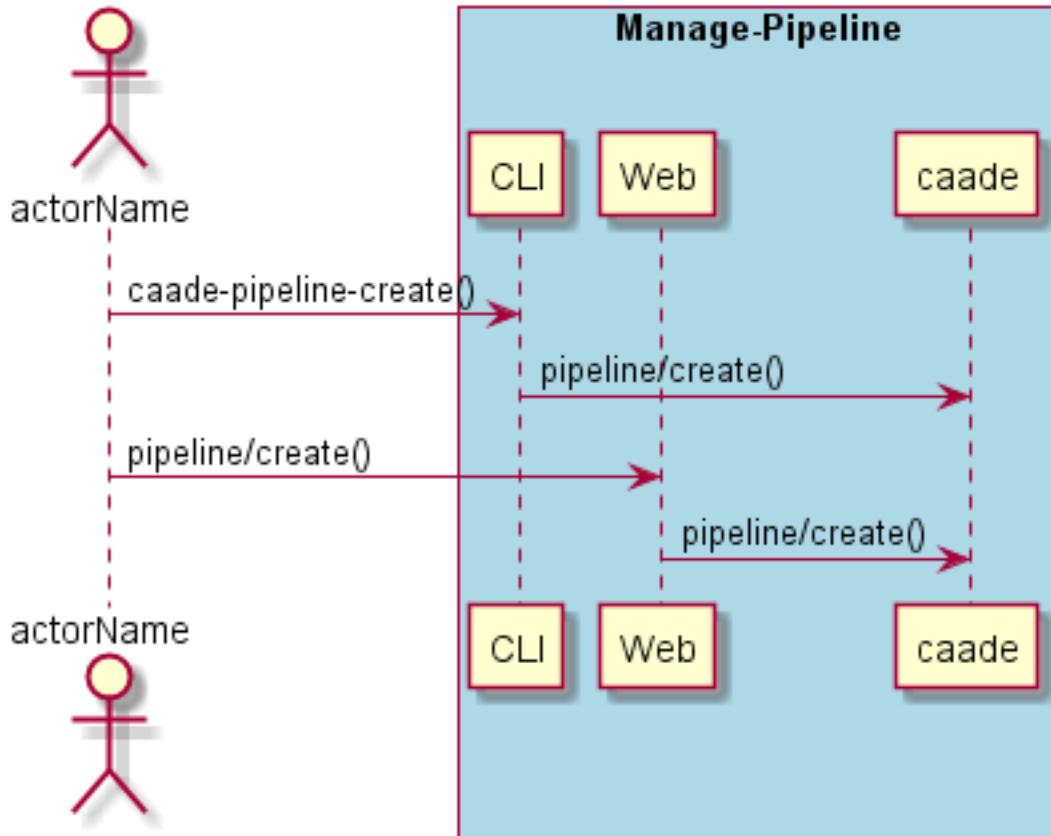 Manage-Pipeline
actorName
CLI
Web
caade
caade-pipeline-create()
pipeline/create()
pipeline/create()
pipeline/create()
actorName
CLI
Web
caade